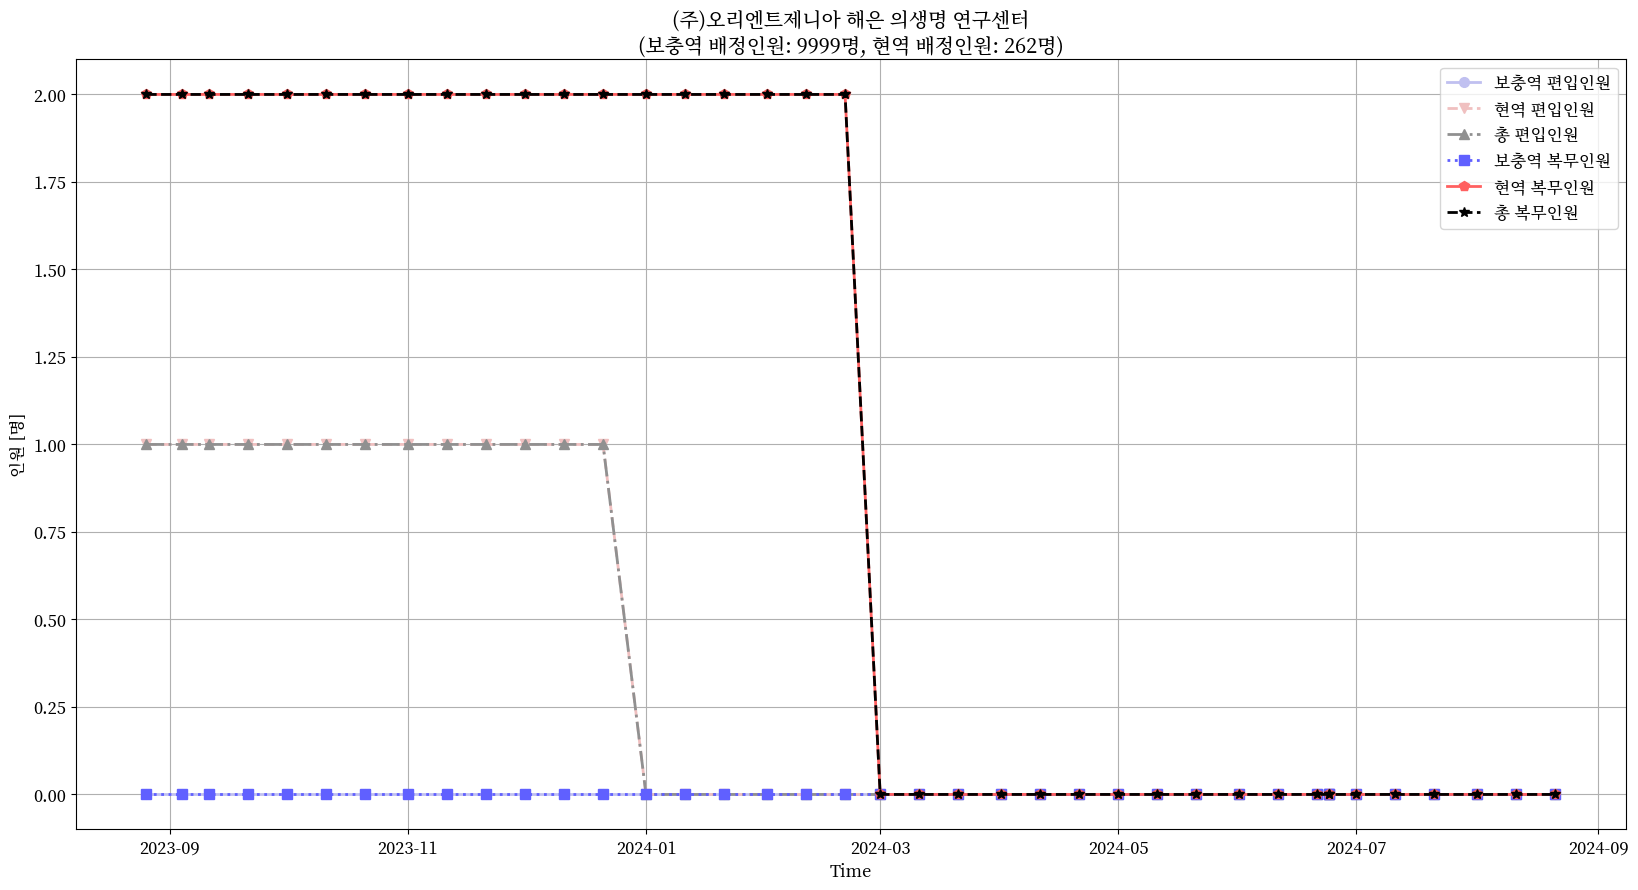 (주)오리엔트제니아 해은 의생명 연구센터
(보충역 배정인원: 9999명, 현역 배정인원: 262명)
보충역 편입인원
현역 편입인원
총 편입인원
보충역 복무인원
현역 복무인원
총 복무인원
2.00
1.75
1.50
1.25
1.00
0.75
0.50
0.25
0.00
인원 [명]
2023-09
2023-11
2024-01
2024-03
2024-05
2024-07
2024-09
Time